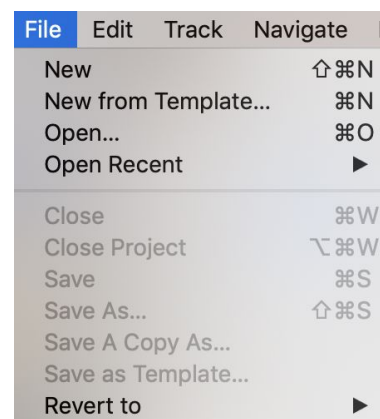 File Edit Track Navigate
New ⇧⌘N
New from Template... ⌘N
Open... ⌘O
Open Recent ▶
Close ⌘W
Close Project ⌥⌘W
Save ⌘S
Save As... ⇧⌘S
Save A Copy As...
Save as Template...
Revert to ▶